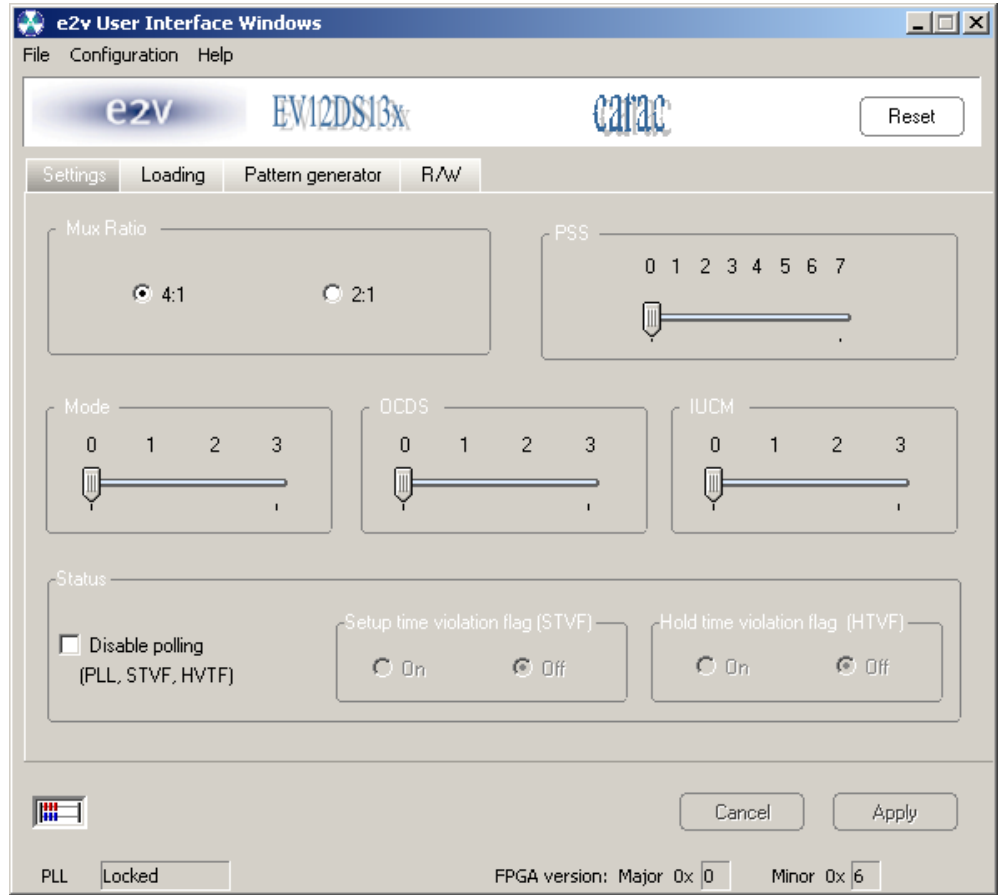 e2v User Interface Windows
File Configuration Help
e2v EV12DS13x carac Reset
Settings Loading Pattern generator R/W
Mux Ratio
4:1 2:1
PSS
0 1 2 3 4 5 6 7
Mode
0 1 2 3
OCDS
0 1 2 3
IUCM
0 1 2 3
Status
Disable polling
(PLL, STVF, HVTF)
Setup time violation flag (STVF)
On Off
Hold time violation flag (HTVF)
On Off
Cancel Apply
PLL Locked FPGA version: Major 0x 0 Minor 0x 6